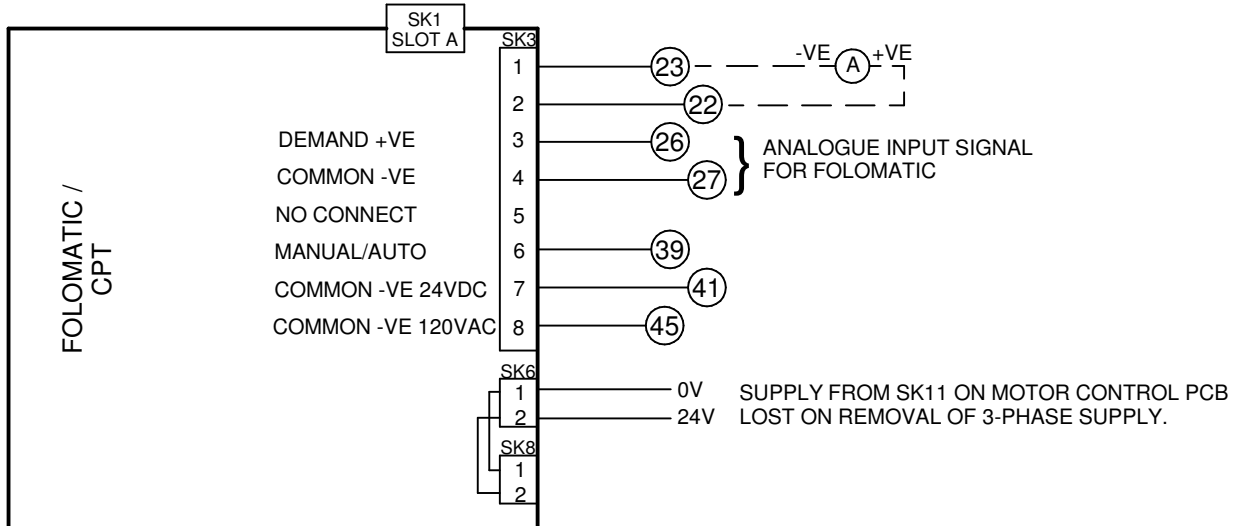 SK1
SLOT A
SK3
1 23 -VE A +VE
2 22
DEMAND +VE 3 26
COMMON -VE 4 27
} ANALOGUE INPUT SIGNAL
FOR FOLOMATIC
NO CONNECT 5
MANUAL/AUTO 6 39
COMMON -VE 24VDC 7 41
COMMON -VE 120VAC 8 45
FOLOMATIC /
CPT
SK6
1 0V SUPPLY FROM SK11 ON MOTOR CONTROL PCB
2 24V LOST ON REMOVAL OF 3-PHASE SUPPLY.
SK8
1
2